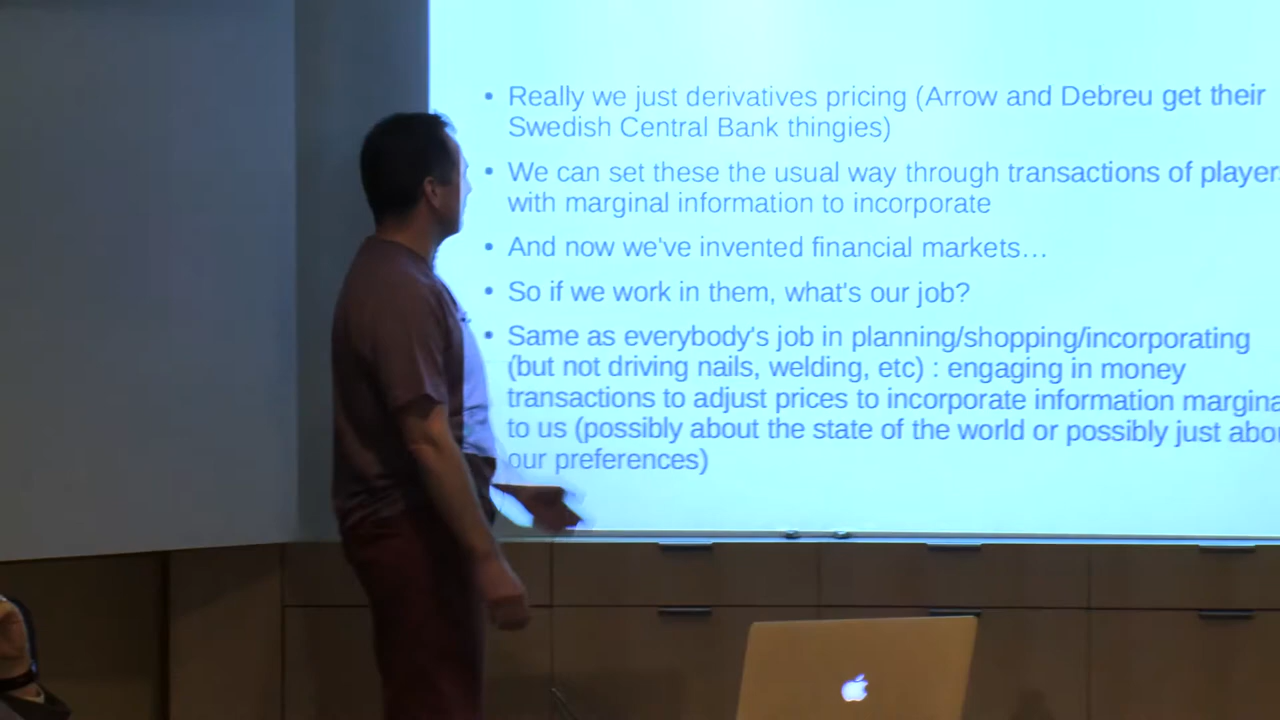 • Really we just derivatives pricing (Arrow and Debreu get their
Swedish Central Bank thingies)
• We can set these the usual way through transactions of player
with marginal information to incorporate
• And now we've invented financial markets…
• So if we work in them, what's our job?
• Same as everybody's job in planning/shopping/incorporating
(but not driving nails, welding, etc) : engaging in money
transactions to adjust prices to incorporate information margina
to us (possibly about the state of the world or possibly just abou
our preferences)